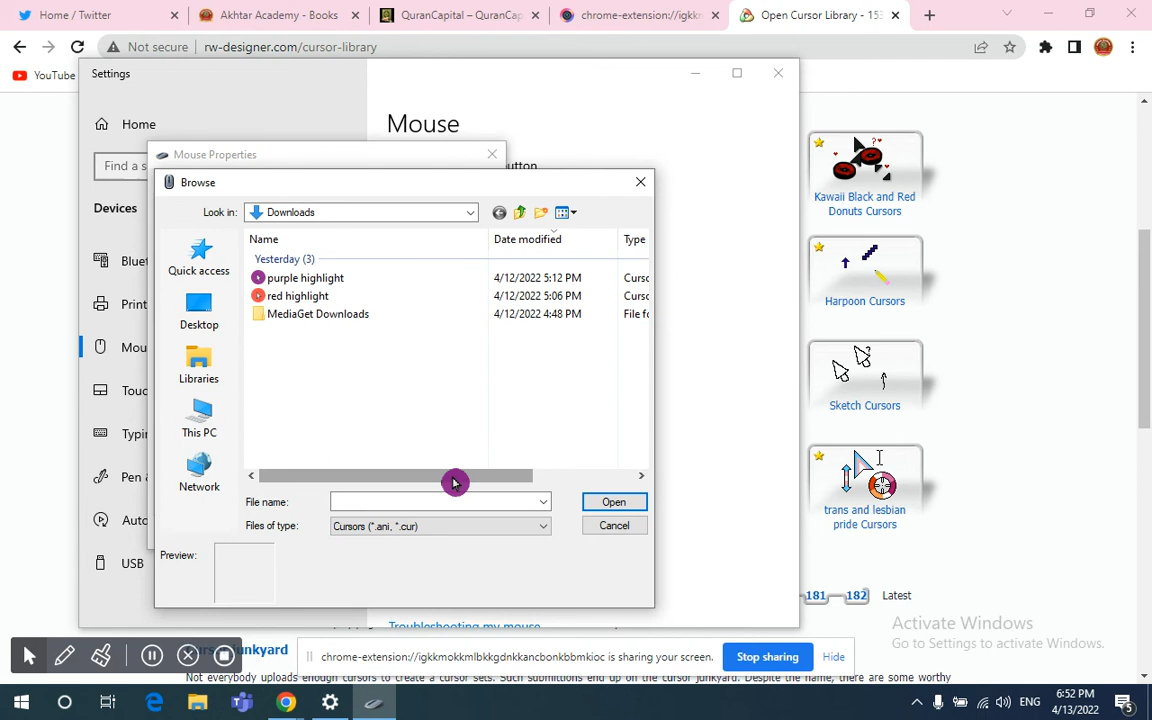 Home / Twitter
Akhtar Academy - Books
QuranCapital – QuranCap
chrome-extension://igkkn
Open Cursor Library - 153
Not secure
rw-designer.com/cursor-library
YouTube
Settings
Home
Find a s
Devices
Bluet
Print
Mou
Touc
Typin
Pen &
Auto
USB
Mouse
button
Mouse Properties
Browse
Look in:
Downloads
Quick access
Desktop
Libraries
This PC
Network
Name
Date modified
Type
Yesterday (3)
purple highlight
4/12/2022 5:12 PM
Curso
red highlight
4/12/2022 5:06 PM
Curso
MediaGet Downloads
4/12/2022 4:48 PM
File fo
File name:
Open
Files of type:
Cursors (*.ani, *.cur)
Cancel
Preview:
Troubleshooting my mouse
Kawaii Black and Red
Donuts Cursors
Harpoon Cursors
Sketch Cursors
trans and lesbian
pride Cursors
181
182
Latest
Activate Windows
Go to Settings to activate Windows.
unkyard
chrome-extension://igkkmokkmlbkkgdnkkancbonkbbmkioc is sharing your screen.
Stop sharing
Hide
Not everybody uploads enough cursors to create a cursor sets. Such submissions end up on the cursor junkyard. Despite the name, there are some worthy
ENG
6:52 PM
4/13/2022
5